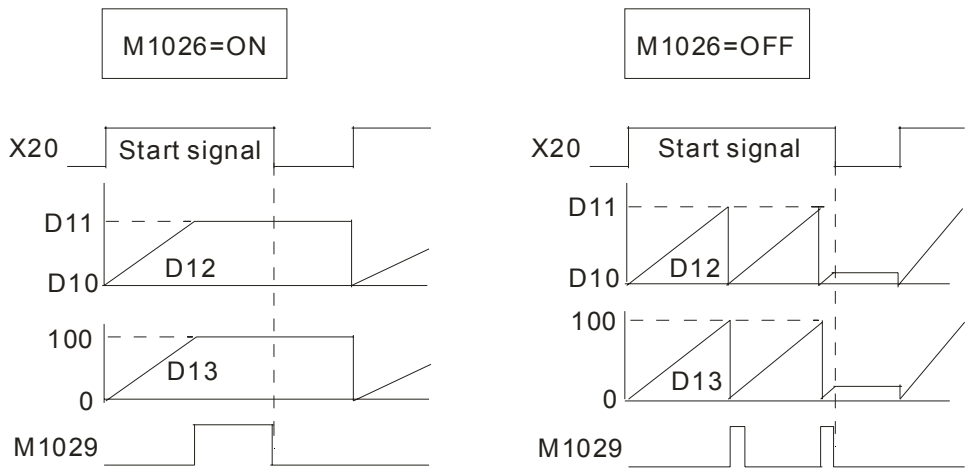 M1026=ON
X20
Start signal
D11
D12
D10
100
D13
0
M1029
M1026=OFF
X20
Start signal
D11
D12
D10
100
D13
0
M1029